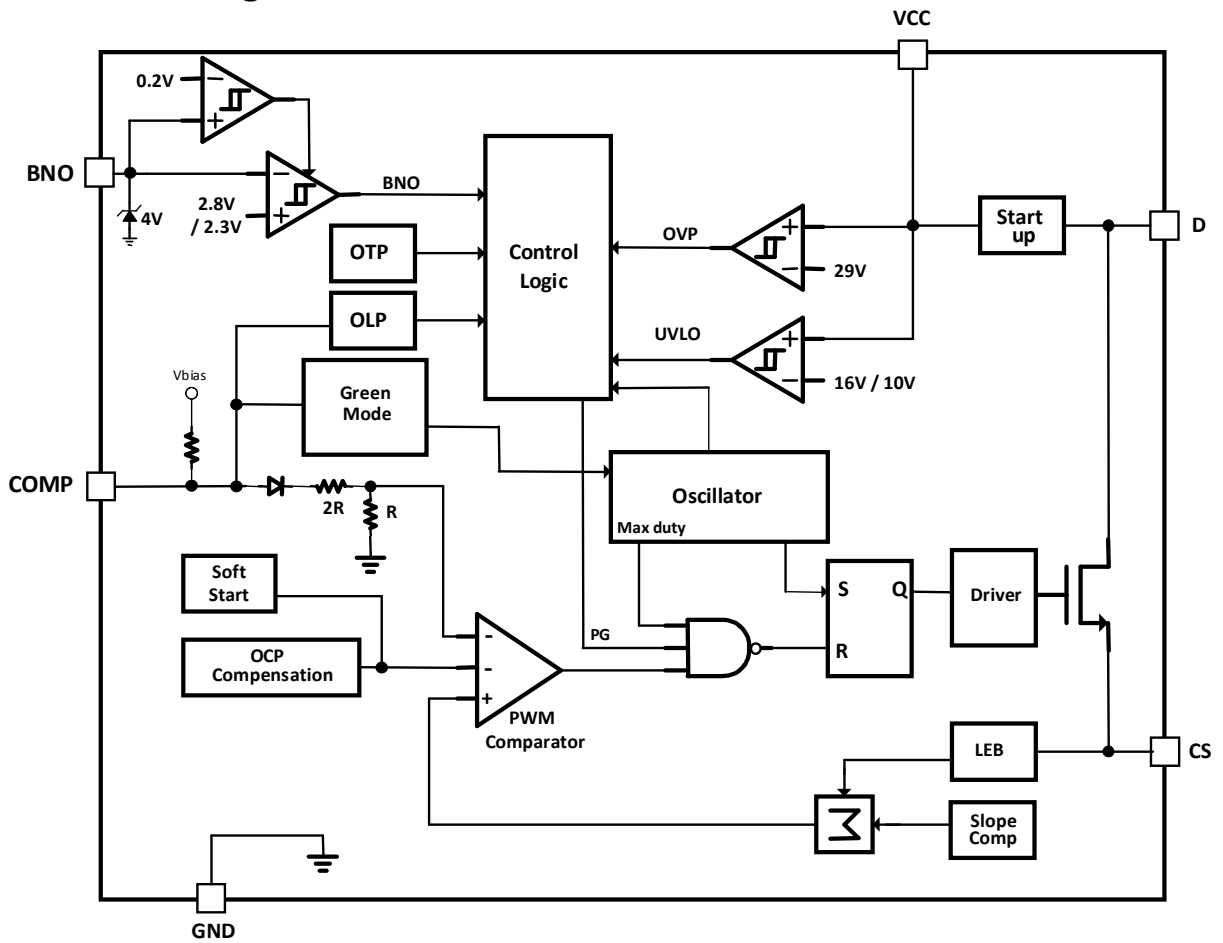 VCC
0.2V
BNO
4V
2.8V
/ 2.3V
BNO
OTP
OLP
Control
Logic
OVP
29V
UVLO
16V / 10V
Start
up
D
Vbias
Green
Mode
COMP
2R
R
Oscillator
Max duty
Soft
Start
OCP
Compensation
PG
PWM
Comparator
S
Q
R
Driver
LEB
CS
Σ
Slope
Comp
GND